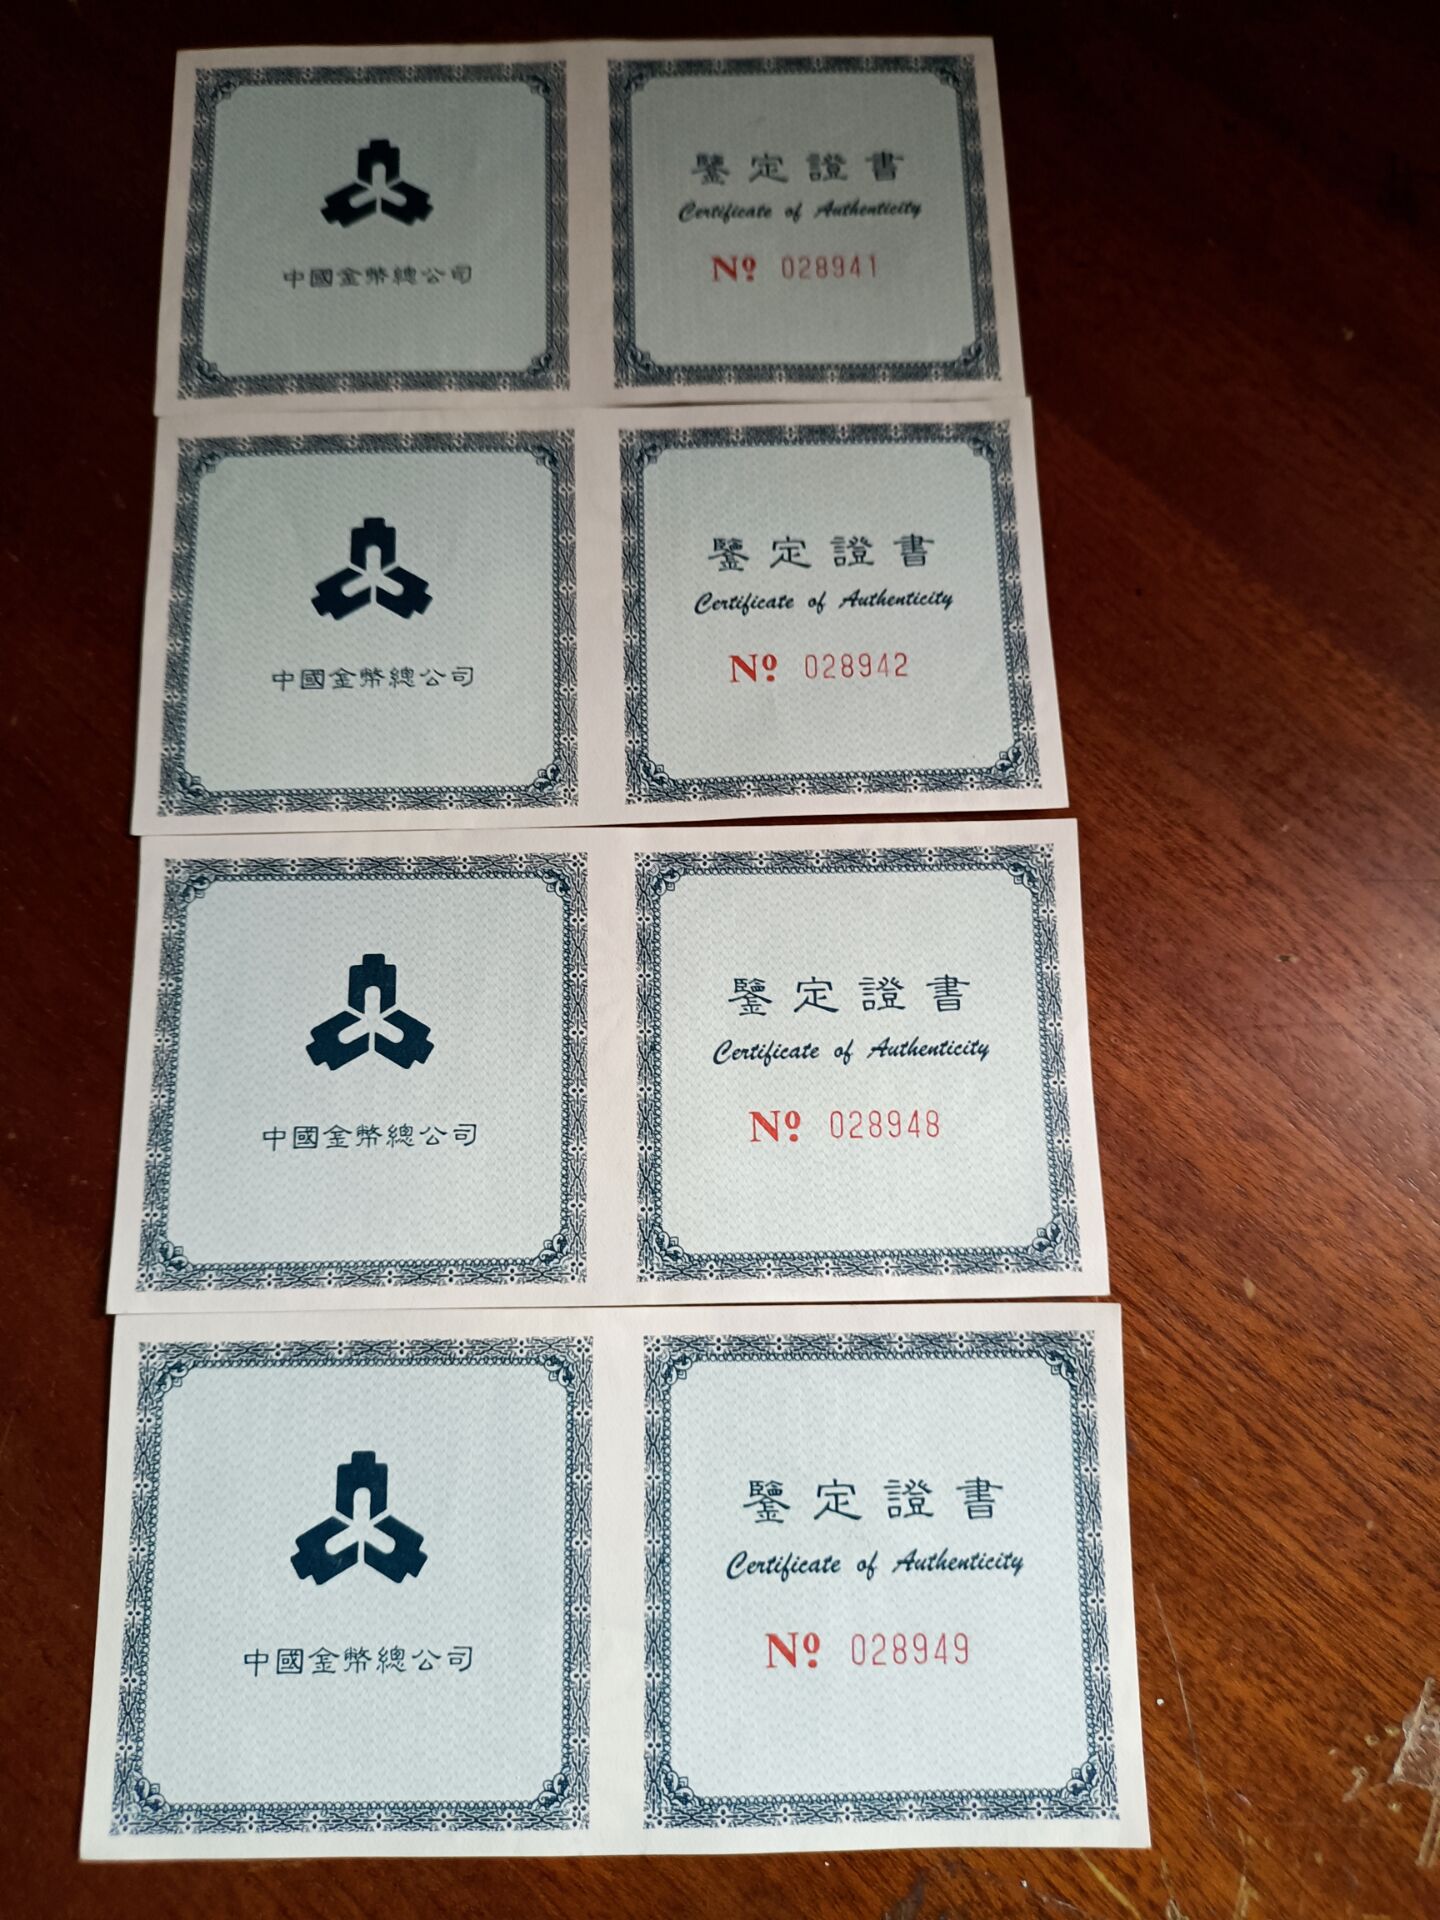 中國金幣總公司
鑒定證書
Certificate of Authenticity
Nº 028941
中國金幣總公司
鑒定證書
Certificate of Authenticity
Nº 028942
中國金幣總公司
鑒定證書
Certificate of Authenticity
Nº 028948
中國金幣總公司
鑒定證書
Certificate of Authenticity
Nº 028949